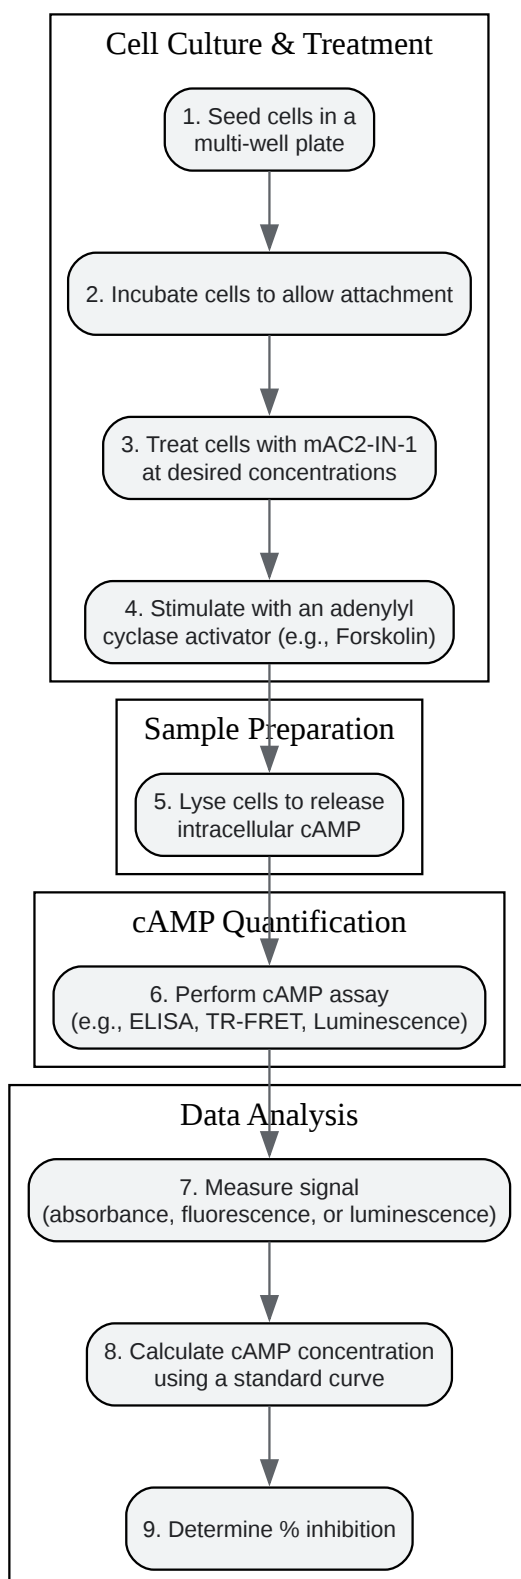 Cell Culture & Treatment
1. Seed cells in a
multi-well plate
2. Incubate cells to allow attachment
3. Treat cells with mAC2-IN-1
at desired concentrations
4. Stimulate with an adenylyl
cyclase activator (e.g., Forskolin)
Sample Preparation
5. Lyse cells to release
intracellular cAMP
cAMP Quantification
6. Perform cAMP assay
(e.g., ELISA, TR-FRET, Luminescence)
Data Analysis
7. Measure signal
(absorbance, fluorescence, or luminescence)
8. Calculate cAMP concentration
using a standard curve
9. Determine % inhibition